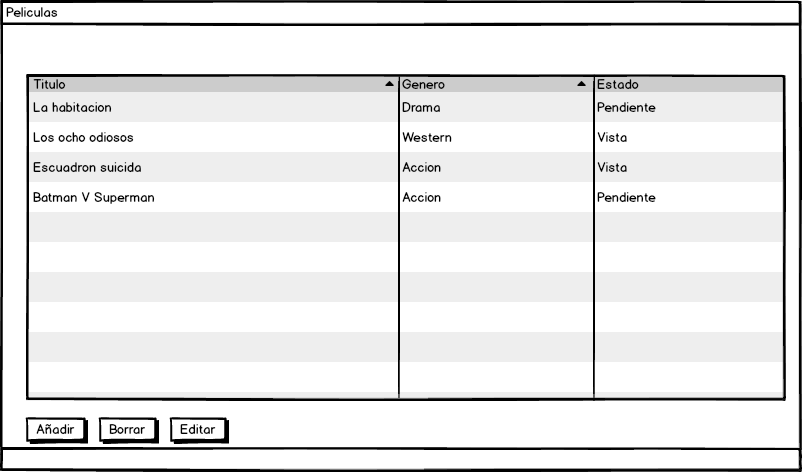 Peliculas
Titulo Genero Estado
La habitacion Drama Pendiente
Los ocho odiosos Western Vista
Escuadron suicida Accion Vista
Batman V Superman Accion Pendiente
Añadir Borrar Editar